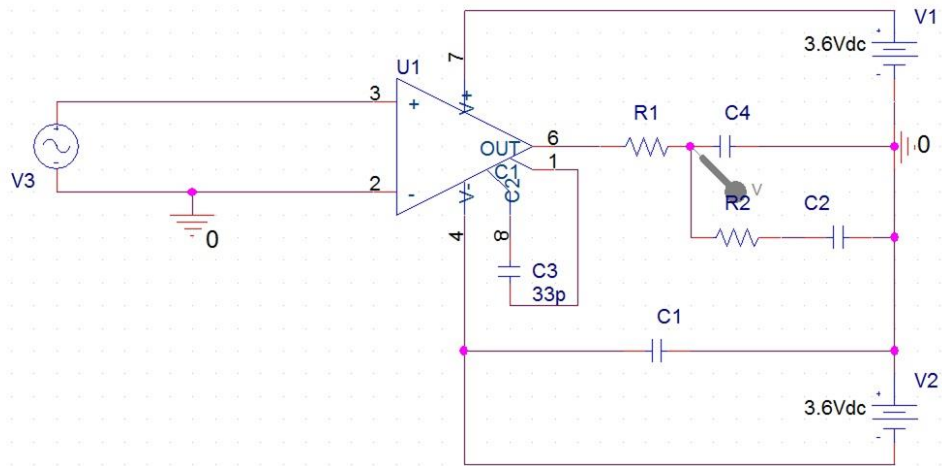 V1
3.6Vdc
+
-
7
U1
3
+
V+
R1
C4
6
OUT
1
0
V3
+
-
C1
V
2
-
V-
C2
R2
C2
0
4
8
C3
33p
C1
V2
3.6Vdc
+
-